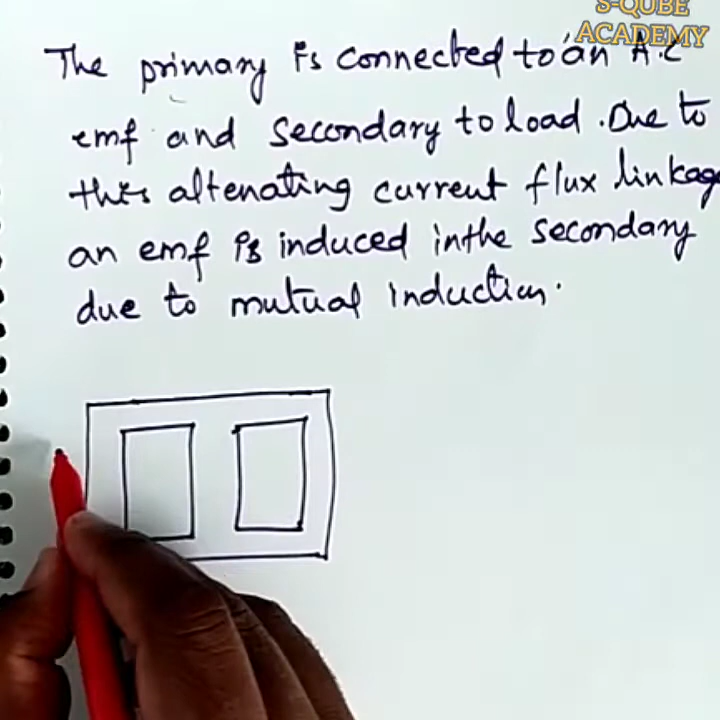 S-QUBE
ACADEMY
The primary is connected to an A.C
emf and secondary to load. Due to
this altenating current flux linkage
an emf is induced in the secondary
due to mutual induction.